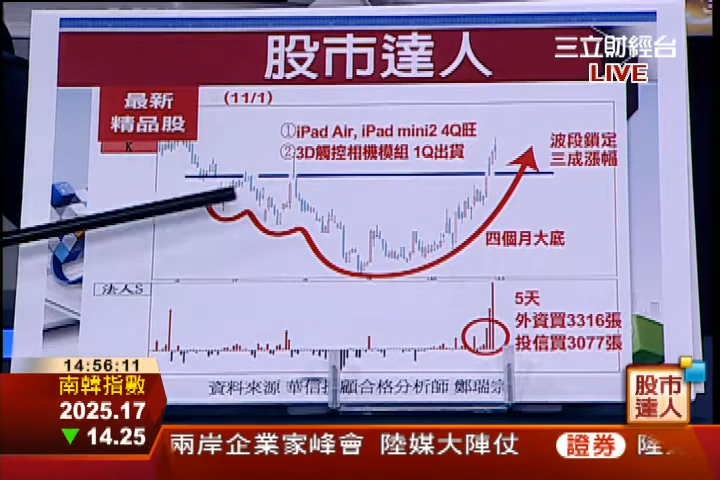 股市達人
三立財經台
LIVE
最新
精品股
(11/1)
K
①iPad Air, iPad mini2 4Q旺
②3D觸控相機模組 1Q出貨
波段鎖定
三成漲幅
四個月大底
法人S
5天
外資買3316張
投信買3077張
資料來源 華信投顧合格分析師 鄭瑞宗
14:56:11
南韓指數
2025.17
▼14.25
股市
達人
兩岸企業家峰會 陸媒大陣仗
證券
陸